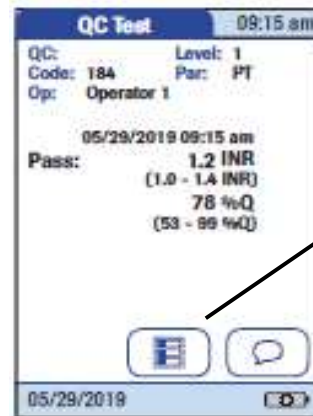 QC Test 09:15 am
QC: Level: 1
Code: 184 Par: PT
Op: Operator 1
05/29/2019 09:15 am
Pass: 1.2 INR
(1.0 - 1.4 INR)
78 %Q
(53 - 99 %Q)
05/29/2019